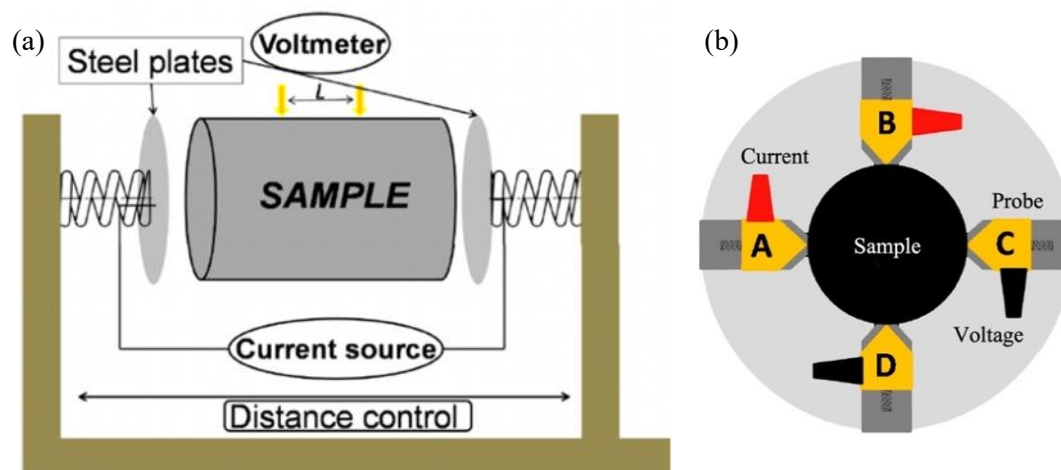 (a)
Voltmeter
Steel plates
L
SAMPLE
Current source
Distance control
(b)
B
Current
Probe
A
Sample
C
Voltage
D